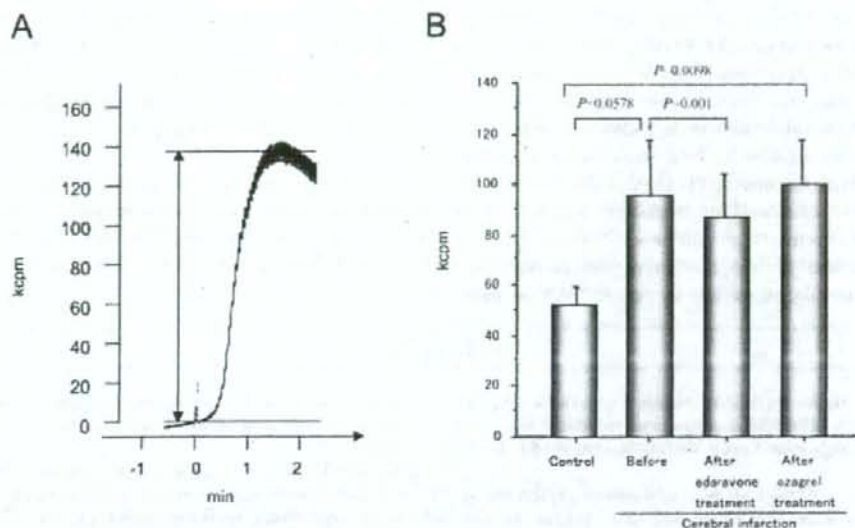 A
160
140
120
100
80
60
40
20
0
kcpm
-1 0 1 2
min
B
P=0.0098
P=0.0578 P=0.001
140
120
100
80
60
40
20
0
kcpm
Control Before After After
edaravone ozagrel
treatment treatment
Cerebral infarction